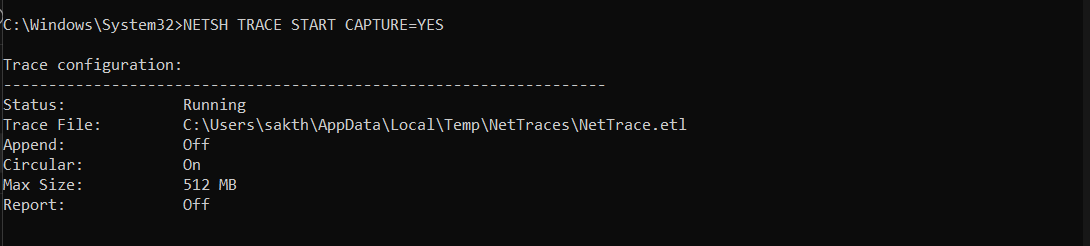 C:\Windows\System32>NETSH TRACE START CAPTURE=YES
Trace configuration:
-------------------------------------------------------------------
Status: Running
Trace File: C:\Users\sakth\AppData\Local\Temp\NetTraces\NetTrace.etl
Append: Off
Circular: On
Max Size: 512 MB
Report: Off